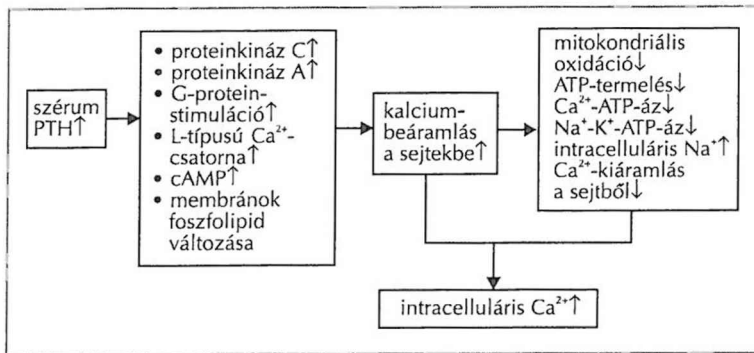 szérum
PTH↑
• proteinkináz C↑
• proteinkináz A↑
• G-protein-
stimuláció↑
• L-típusú Ca²⁺-
csatorna↑
• cAMP↑
• membránok
foszfolipid
változása
kalcium-
beáramlás
a sejtekbe↑
mitokondriális
oxidáció↓
ATP-termelés↓
Ca²⁺-ATP-áz↓
Na⁺-K⁺-ATP-áz↓
intracelluláris Na⁺↑
Ca²⁺-kiáramlás
a sejtből↓
intracelluláris Ca²⁺↑